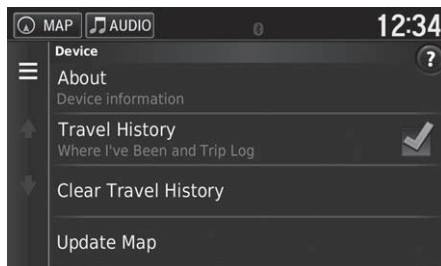 MAP AUDIO 12:34
Device
?
About
Device information
Travel History
Where I've Been and Trip Log
Clear Travel History
Update Map